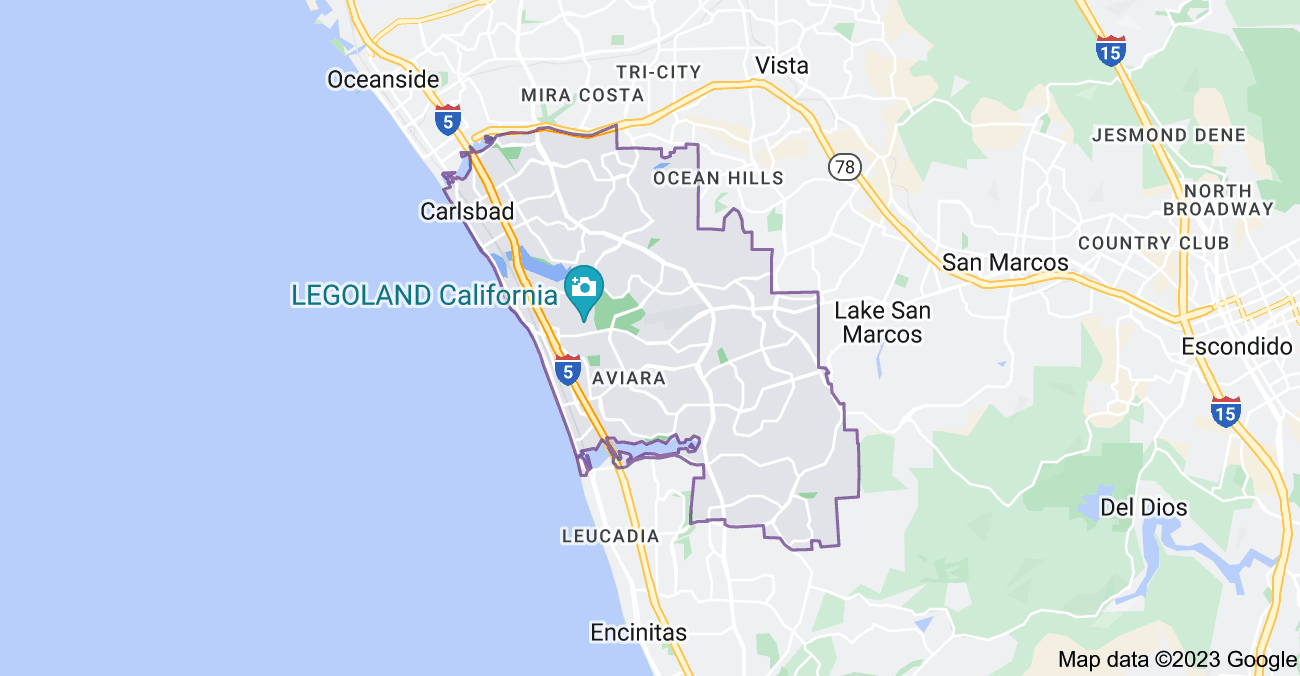 Vista
15
TRI-CITY
Oceanside
MIRA COSTA
5
JESMOND DENE
78
OCEAN HILLS
NORTH
BROADWAY
Carlsbad
COUNTRY CLUB
San Marcos
LEGOLAND California
Lake San
Marcos
Escondido
5
AVIARA
15
Del Dios
LEUCADIA
Encinitas
Map data ©2023 Google